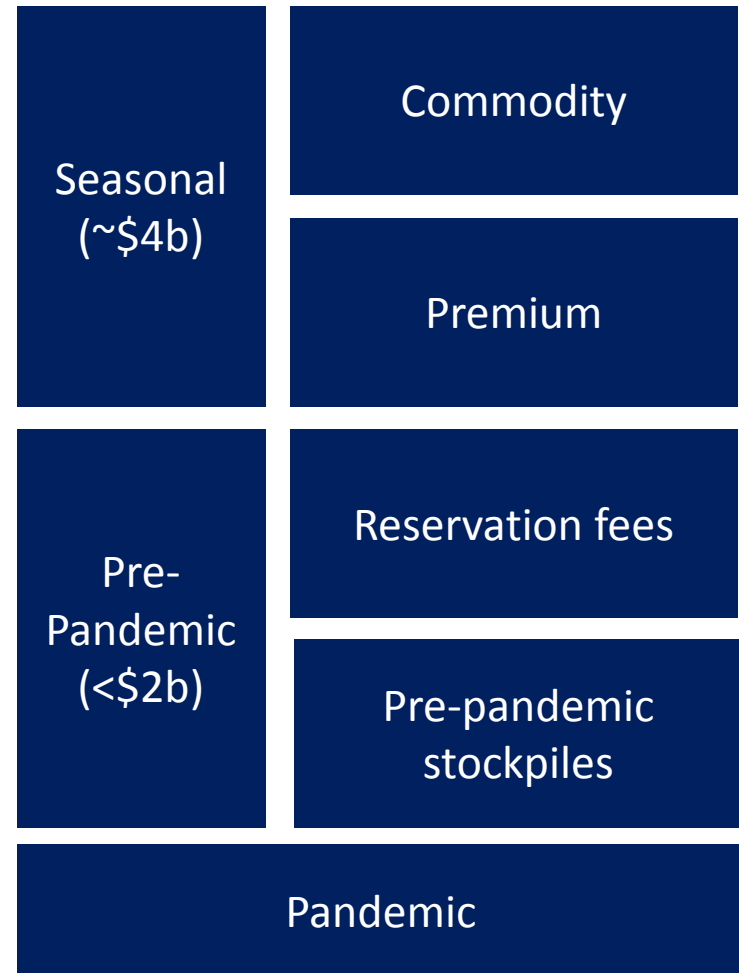 Seasonal
(~$4b)
Commodity
Premium
Pre-
Pandemic
(<$2b)
Reservation fees
Pre-pandemic
stockpiles
Pandemic